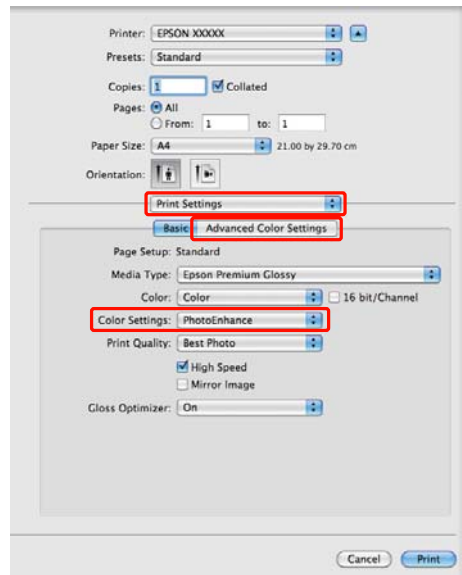 Printer: EPSON XXXXX
Presets: Standard
Copies: 1 Collated
Pages: All
From: 1 to: 1
Paper Size: A4 21.00 by 29.70 cm
Orientation:
Print Settings
Basic Advanced Color Settings
Page Setup: Standard
Media Type: Epson Premium Glossy
Color: Color 16 bit/Channel
Color Settings: PhotoEnhance
Print Quality: Best Photo
High Speed
Mirror Image
Gloss Optimizer: On
Cancel Print